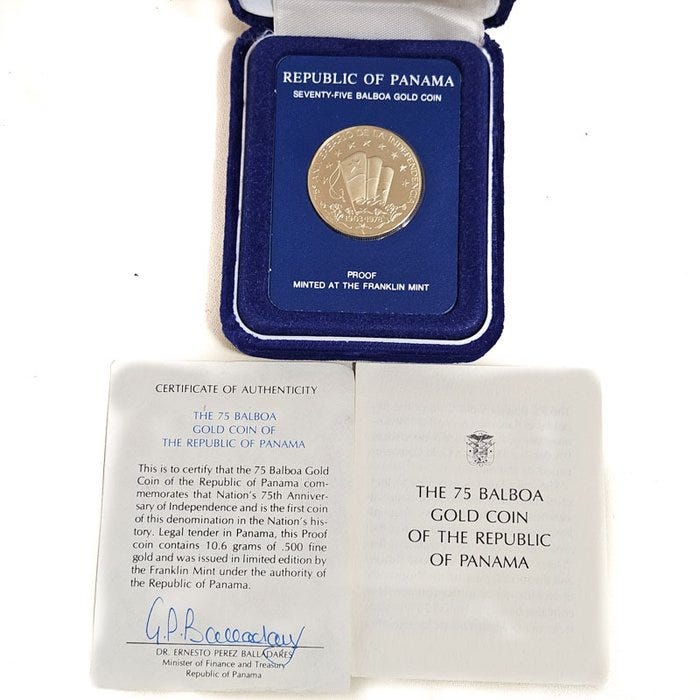 REPUBLIC OF PANAMA
SEVENTY-FIVE BALBOA GOLD COIN
ANIVERSARIO DE LA INDEPENDENCIA
1903·1978
PROOF
MINTED AT THE FRANKLIN MINT
CERTIFICATE OF AUTHENTICITY
THE 75 BALBOA
GOLD COIN OF
THE REPUBLIC OF PANAMA
This is to certify that the 75 Balboa Gold
Coin of the Republic of Panama com-
memorates that Nation's 75th Anniver-
sary of Independence and is the first coin
of this denomination in the Nation's his-
tory. Legal tender in Panama, this Proof
coin contains 10.6 grams of .500 fine
gold and was issued in limited edition by
the Franklin Mint under the authority of
the Republic of Panama.
DR. ERNESTO PEREZ BALLADARES
Minister of Finance and Treasury
Republic of Panama
THE 75 BALBOA
GOLD COIN
OF THE REPUBLIC
OF PANAMA